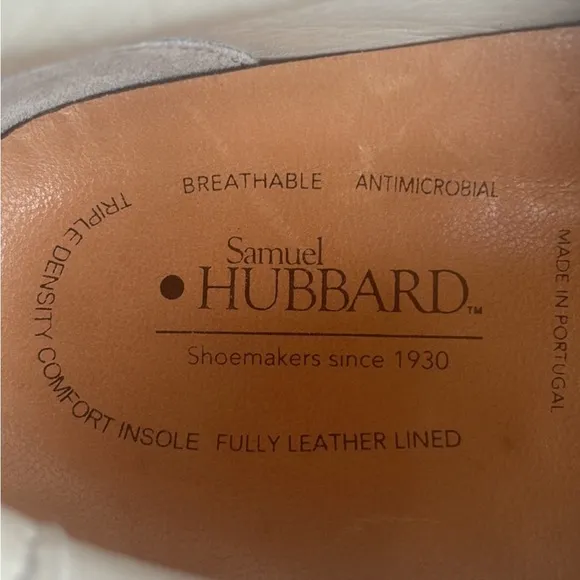 BREATHABLE ANTIMICROBIAL
Samuel
HUBBARD™
Shoemakers since 1930
TRIPLE DENSITY COMFORT INSOLE FULLY LEATHER LINED
MADE IN PORTUGAL